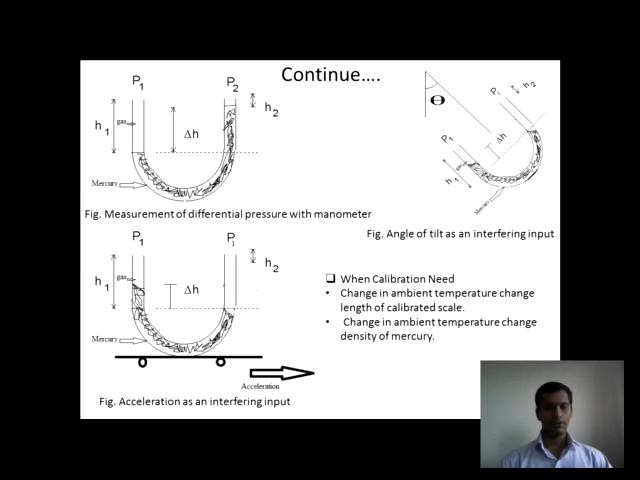 Continue....
P1
P2
h1
gas
Δh
h2
Mercury
Fig. Measurement of differential pressure with manometer
Θ
P1
h2
Δh
P1
gas
h1
Mercury
Fig. Angle of tilt as an interfering input
P1
P1
h1
gas
Δh
h2
Mercury
Acceleration
Fig. Acceleration as an interfering input
❑ When Calibration Need
• Change in ambient temperature change
length of calibrated scale.
• Change in ambient temperature change
density of mercury.